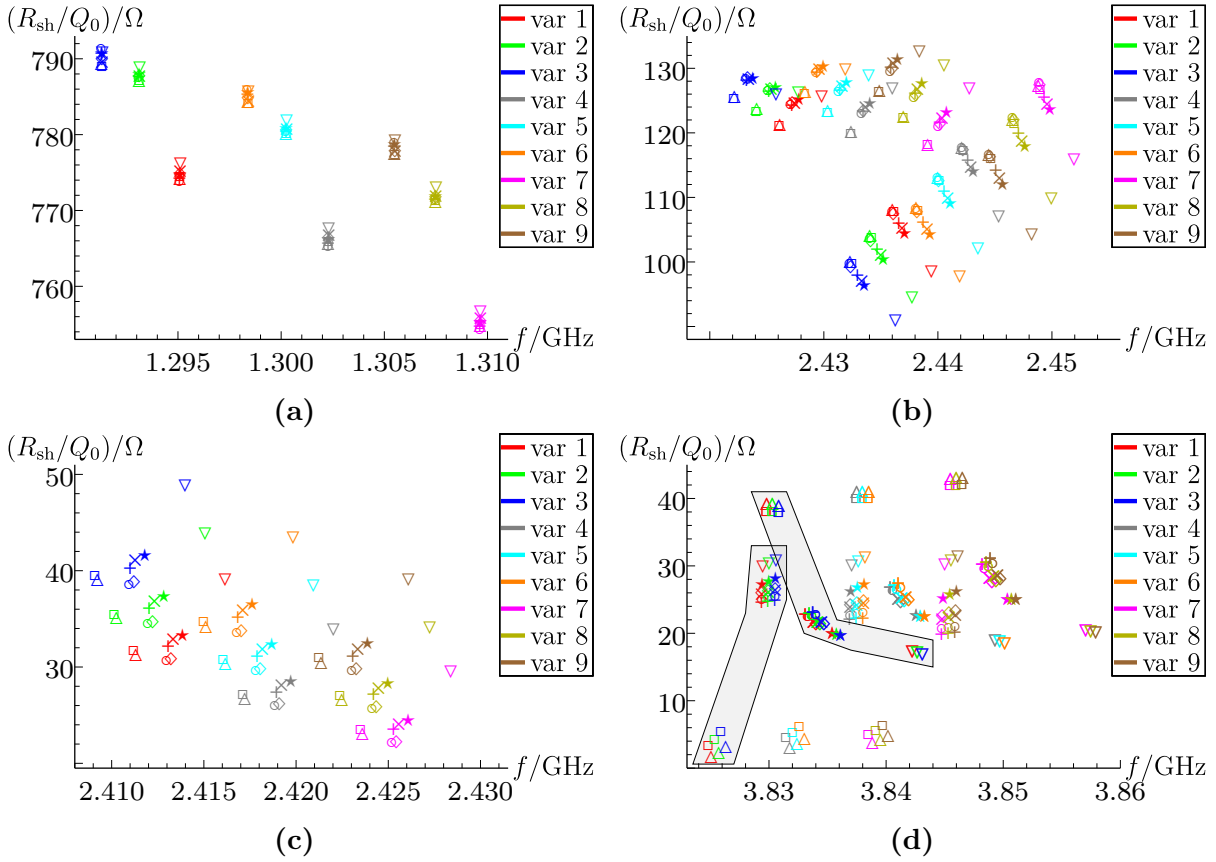 (R_sh/Q_0)/Ω
790
780
770
760
1.295 1.300 1.305 1.310
f/GHz
var 1
var 2
var 3
var 4
var 5
var 6
var 7
var 8
var 9
(a)
(R_sh/Q_0)/Ω
130
120
110
100
2.43 2.44 2.45
f/GHz
var 1
var 2
var 3
var 4
var 5
var 6
var 7
var 8
var 9
(b)
(R_sh/Q_0)/Ω
50
40
30
20
2.410 2.415 2.420 2.425 2.430
f/GHz
var 1
var 2
var 3
var 4
var 5
var 6
var 7
var 8
var 9
(c)
(R_sh/Q_0)/Ω
40
30
20
10
0
3.83 3.84 3.85 3.86
f/GHz
var 1
var 2
var 3
var 4
var 5
var 6
var 7
var 8
var 9
(d)